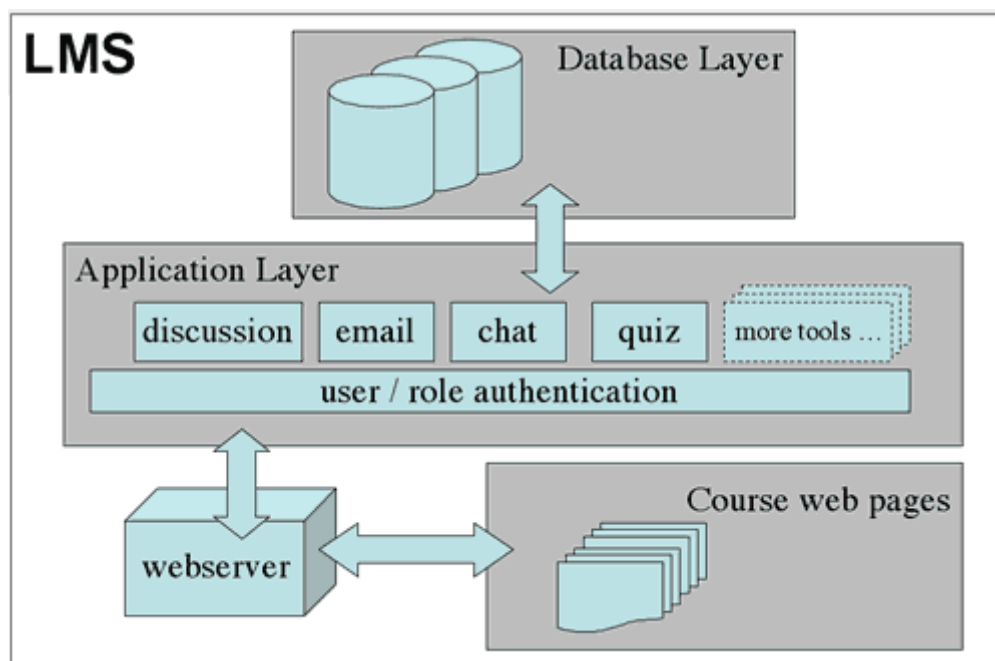 LMS
Database Layer
Application Layer
discussion
email
chat
quiz
more tools ...
user / role authentication
webserver
Course web pages